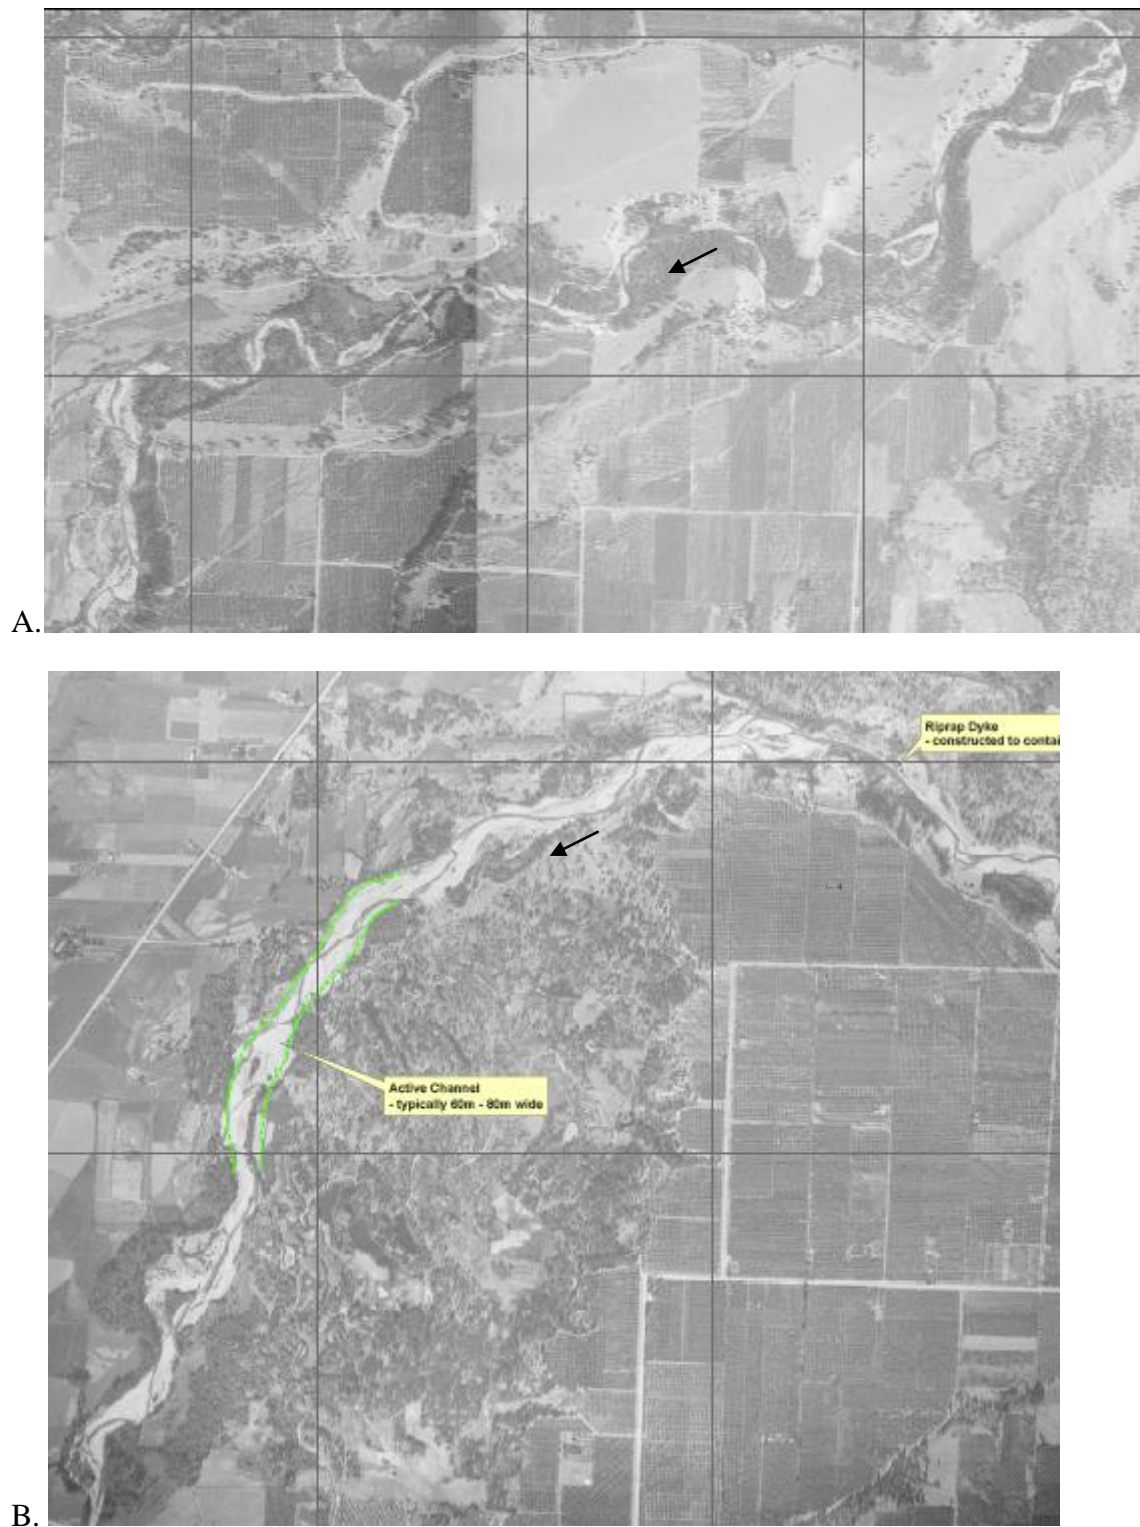 A.
Riprap Dyke
- constructed to contai
Active Channel
- typically 60m - 80m wide
B.